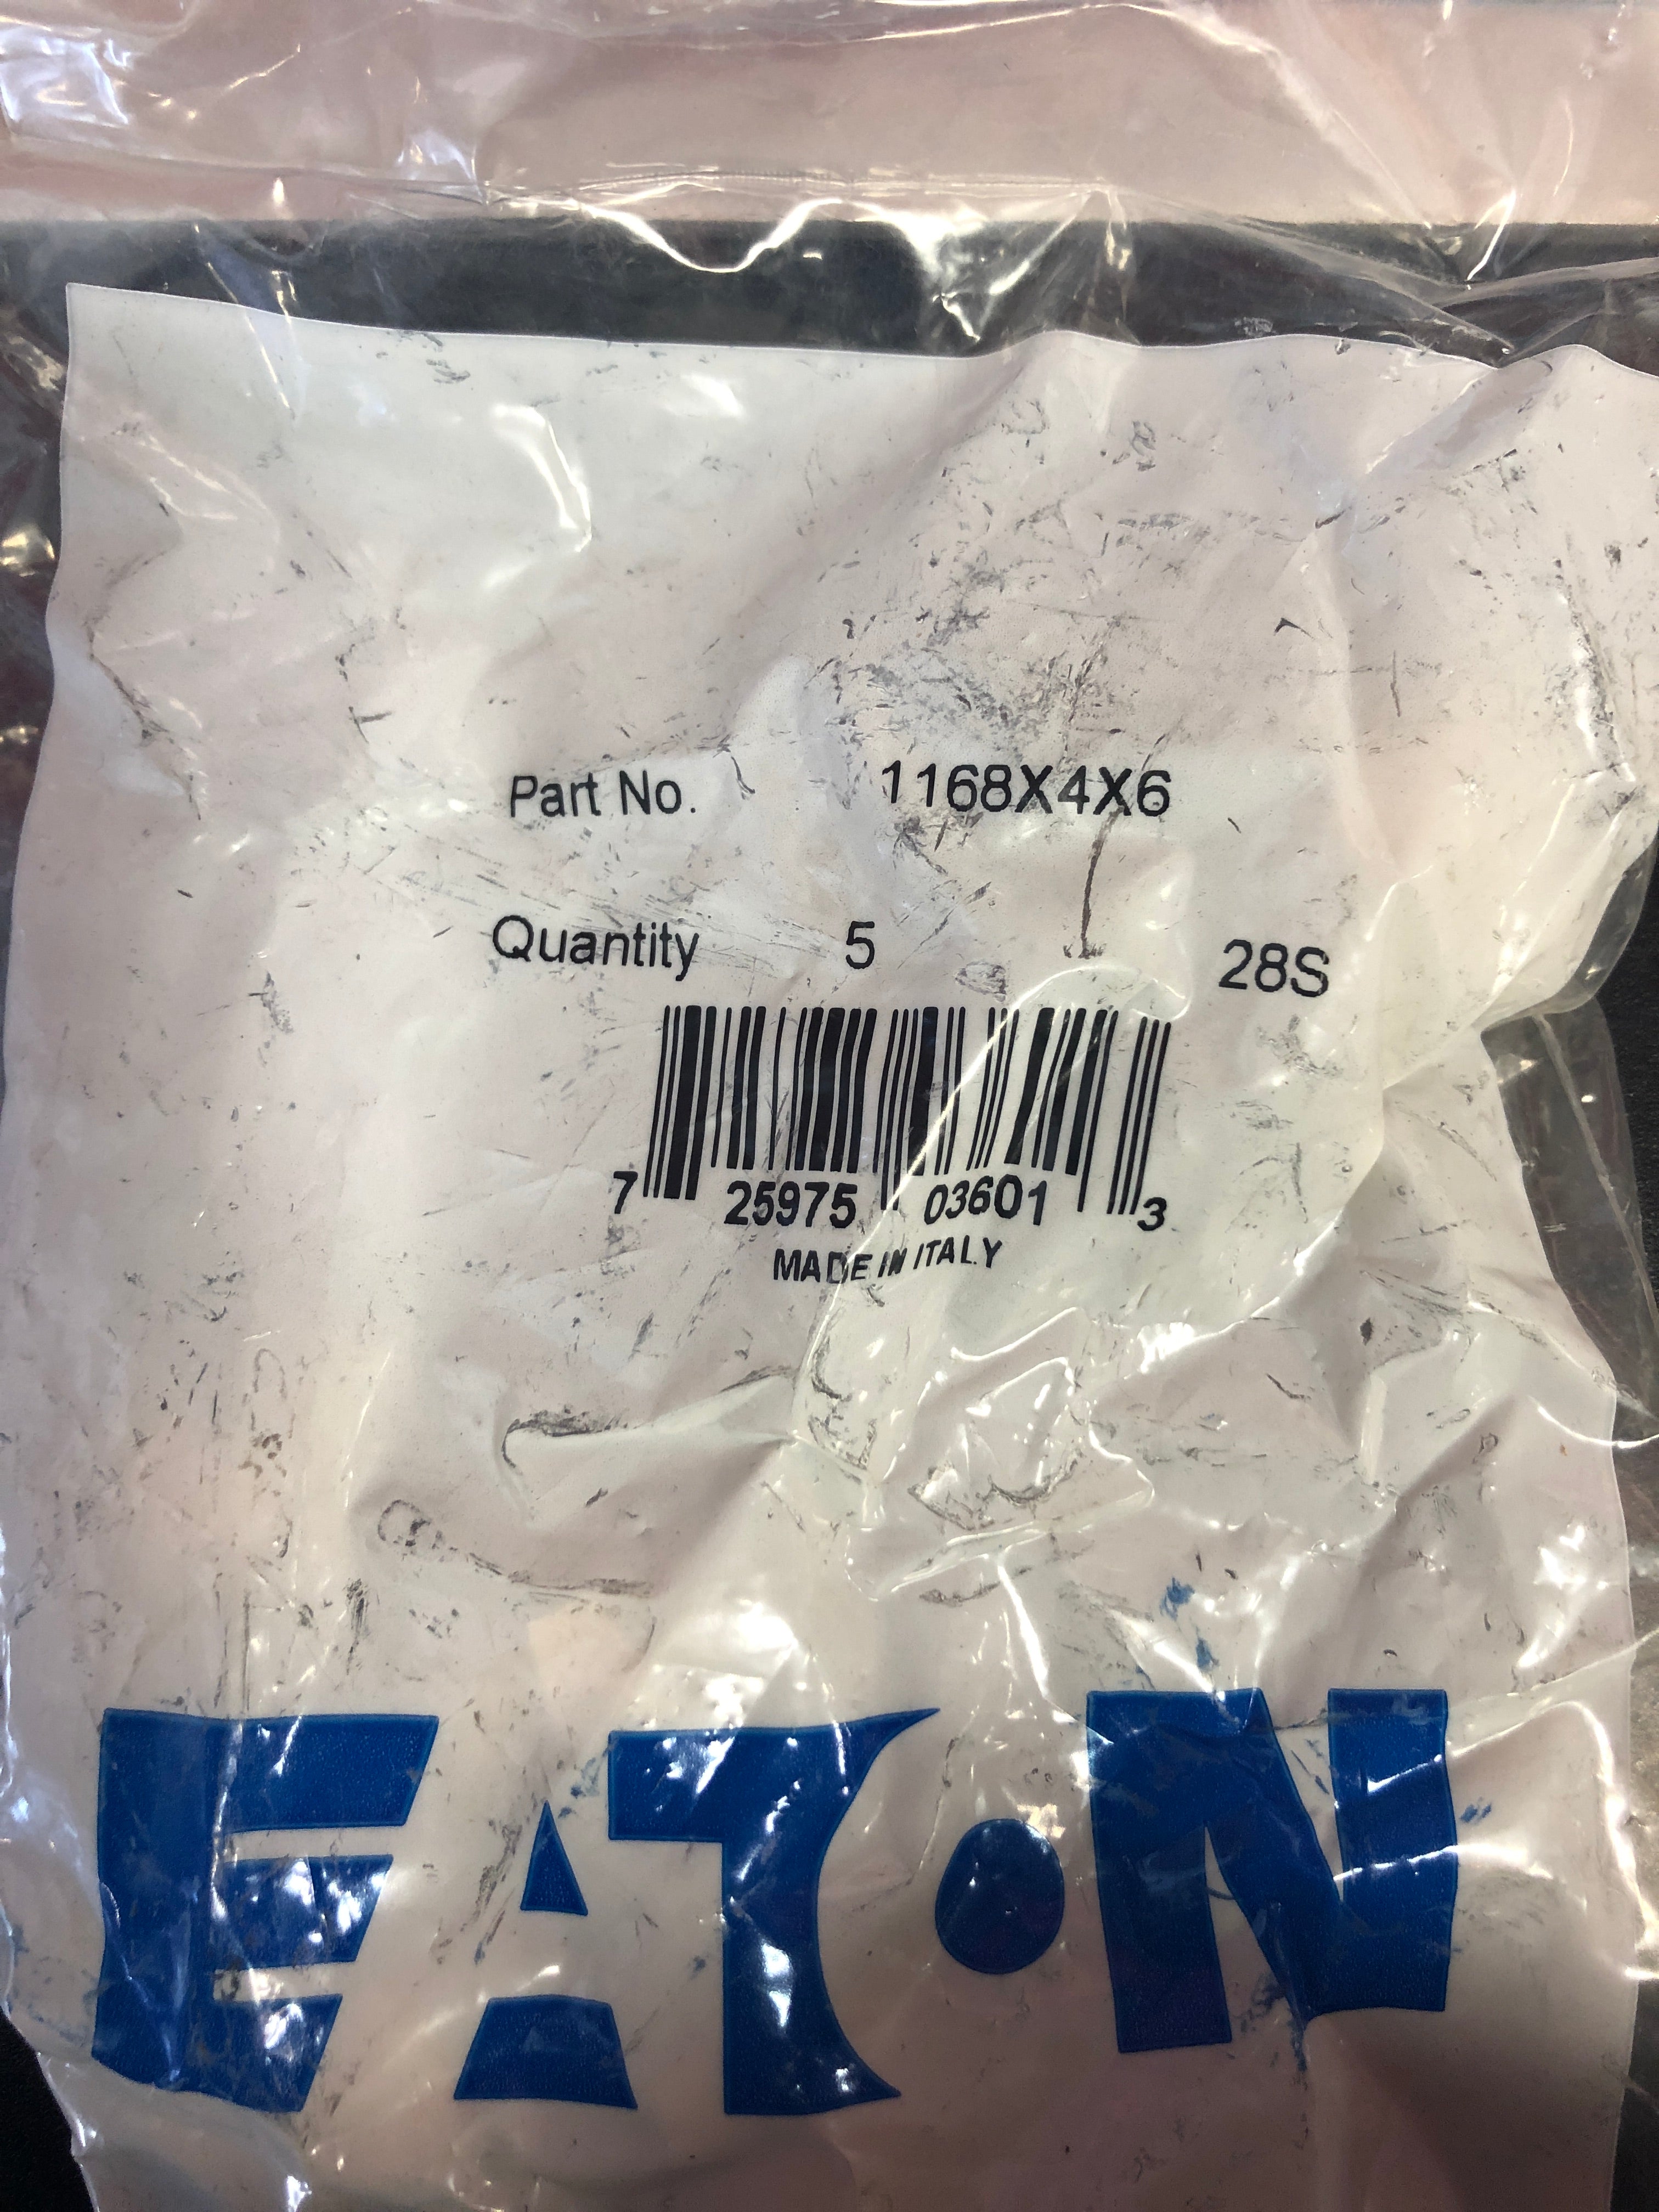 Part No. 1168X4X6
Quantity 5 28S
7 25975 03601 3
MADE IN ITALY
EATON